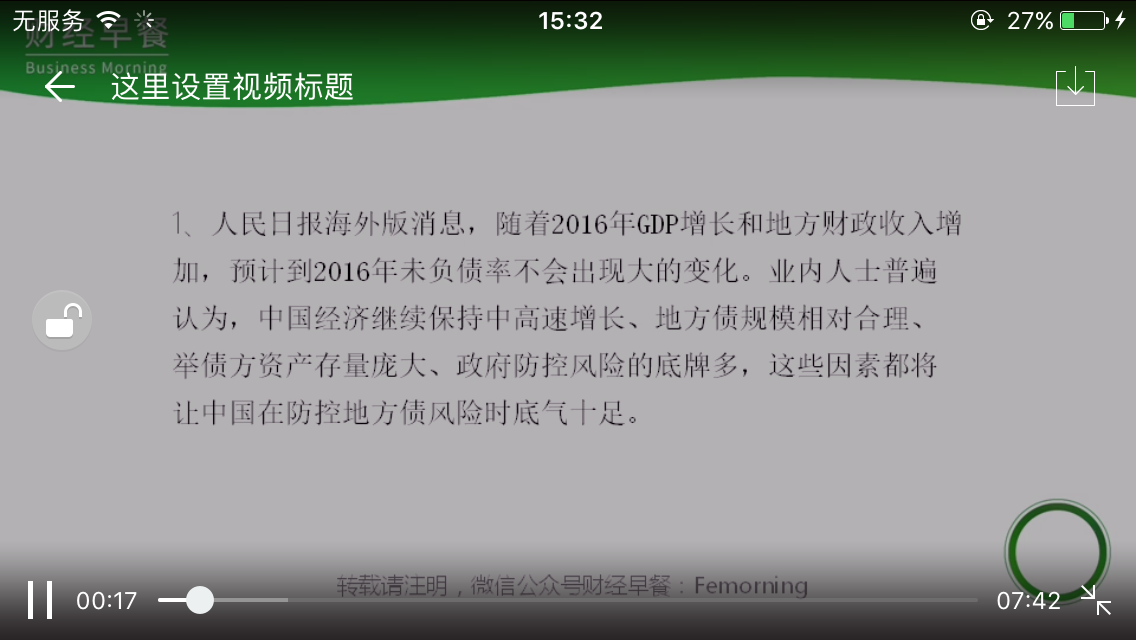 无服务 15:32 27%
财经早餐
Business Morning
这里设置视频标题
1、人民日报海外版消息，随着2016年GDP增长和地方财政收入增
加，预计到2016年未负债率不会出现大的变化。业内人士普遍
认为，中国经济继续保持中高速增长、地方债规模相对合理、
举债方资产存量庞大、政府防控风险的底牌多，这些因素都将
让中国在防控地方债风险时底气十足。
转载请注明，微信公众号财经早餐：Femorning
00:17 07:42